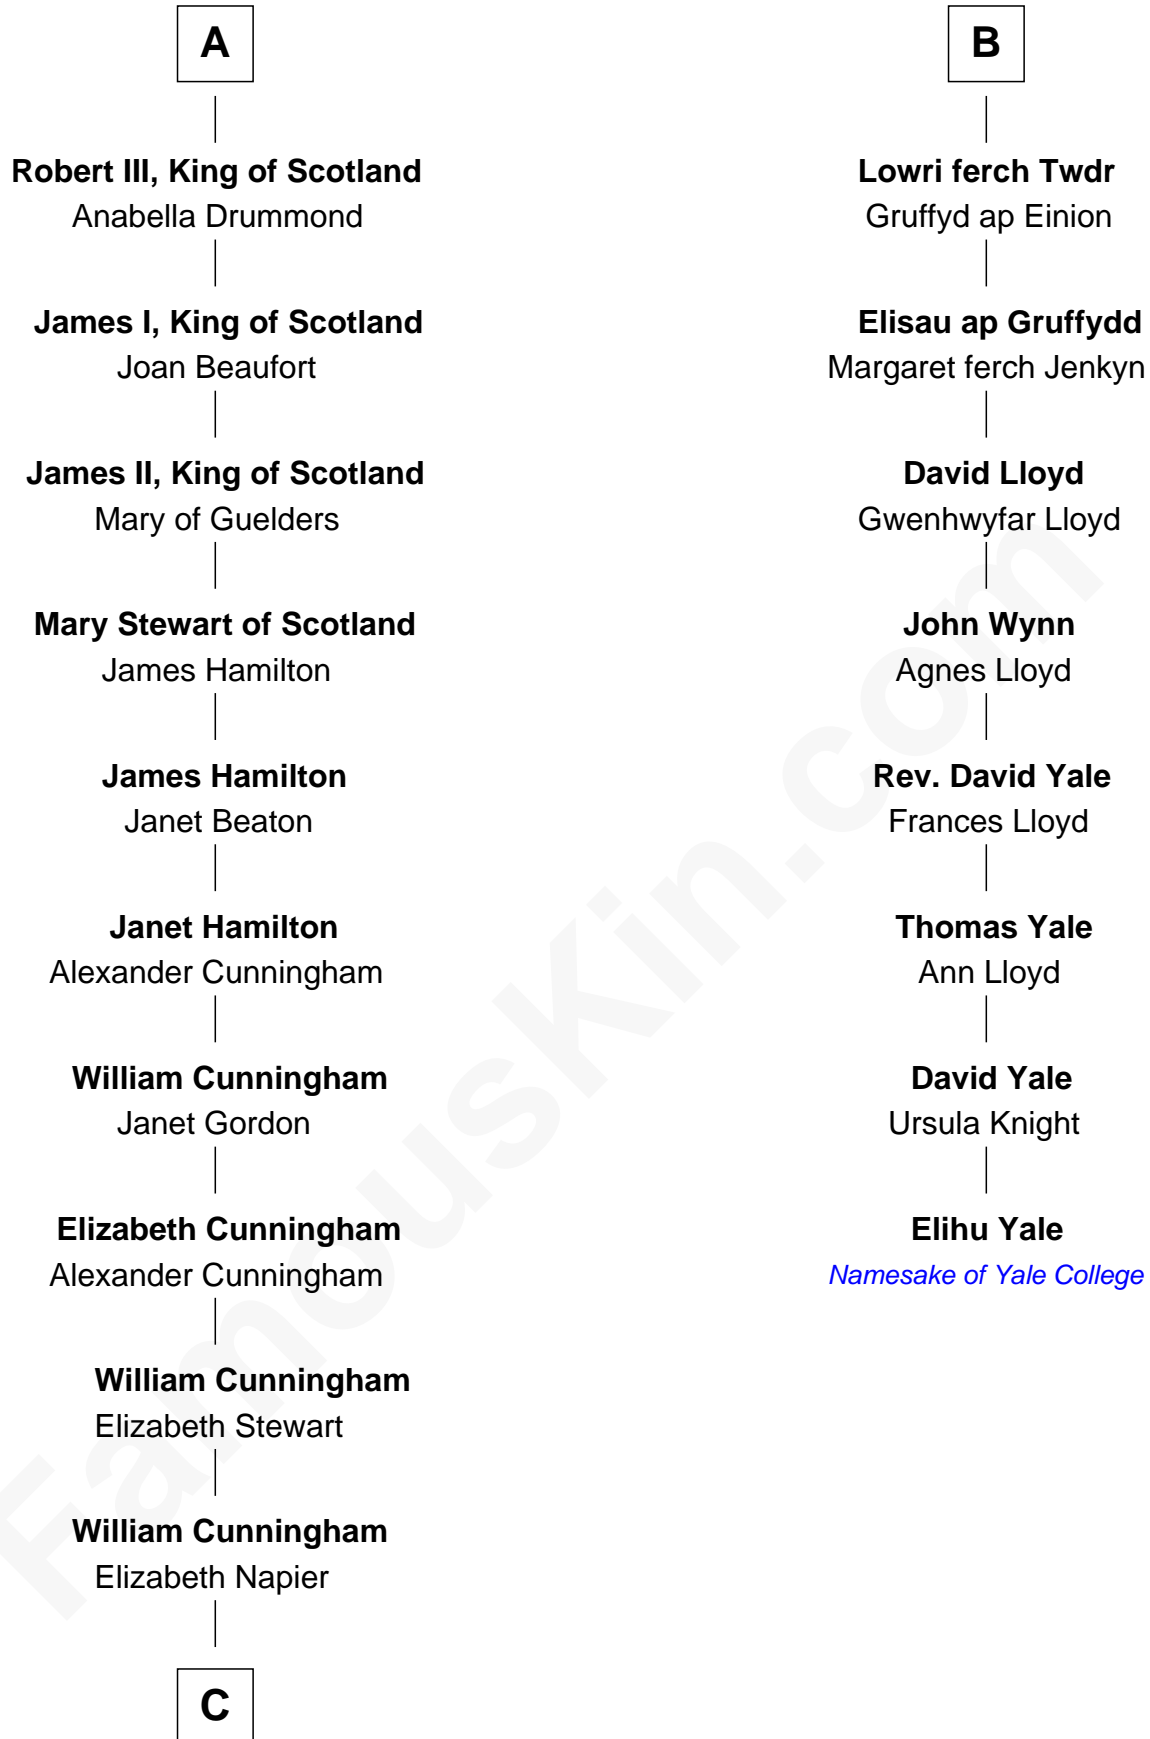 A
Robert III, King of Scotland
Anabella Drummond
James I, King of Scotland
Joan Beaufort
James II, King of Scotland
Mary of Guelders
Mary Stewart of Scotland
James Hamilton
James Hamilton
Janet Beaton
Janet Hamilton
Alexander Cunningham
William Cunningham
Janet Gordon
Elizabeth Cunningham
Alexander Cunningham
William Cunningham
Elizabeth Stewart
William Cunningham
Elizabeth Napier
C
B
Lowri ferch Twdr
Gruffyd ap Einion
Elisau ap Gruffydd
Margaret ferch Jenkyn
David Lloyd
Gwenhwyfar Lloyd
John Wynn
Agnes Lloyd
Rev. David Yale
Frances Lloyd
Thomas Yale
Ann Lloyd
David Yale
Ursula Knight
Elihu Yale
Namesake of Yale College
FamousKin.com